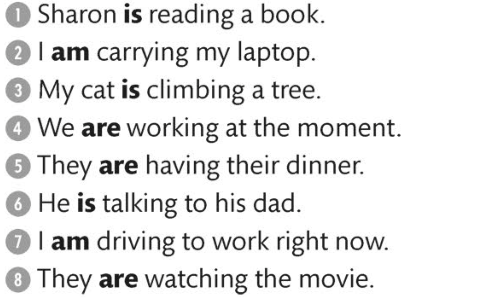 1 Sharon is reading a book.
2 I am carrying my laptop.
3 My cat is climbing a tree.
4 We are working at the moment.
5 They are having their dinner.
6 He is talking to his dad.
7 I am driving to work right now.
8 They are watching the movie.